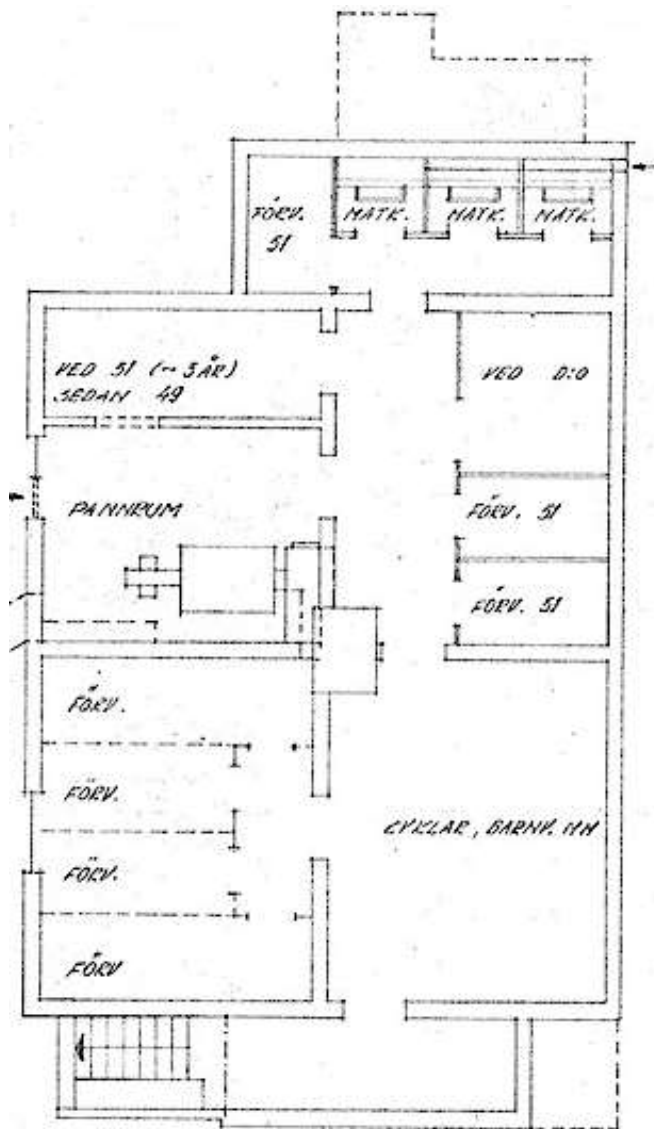 FÖRV.
51
MATK.
MATK.
MATK.
VED 51 (~ 3 ÅR)
SEDAN 49
VED D:O
PANNRUM
FÖRV. 51
FÖRV. 51
FÖRV.
FÖRV.
CYKLAR, BARNV. MM
FÖRV.
FÖRV